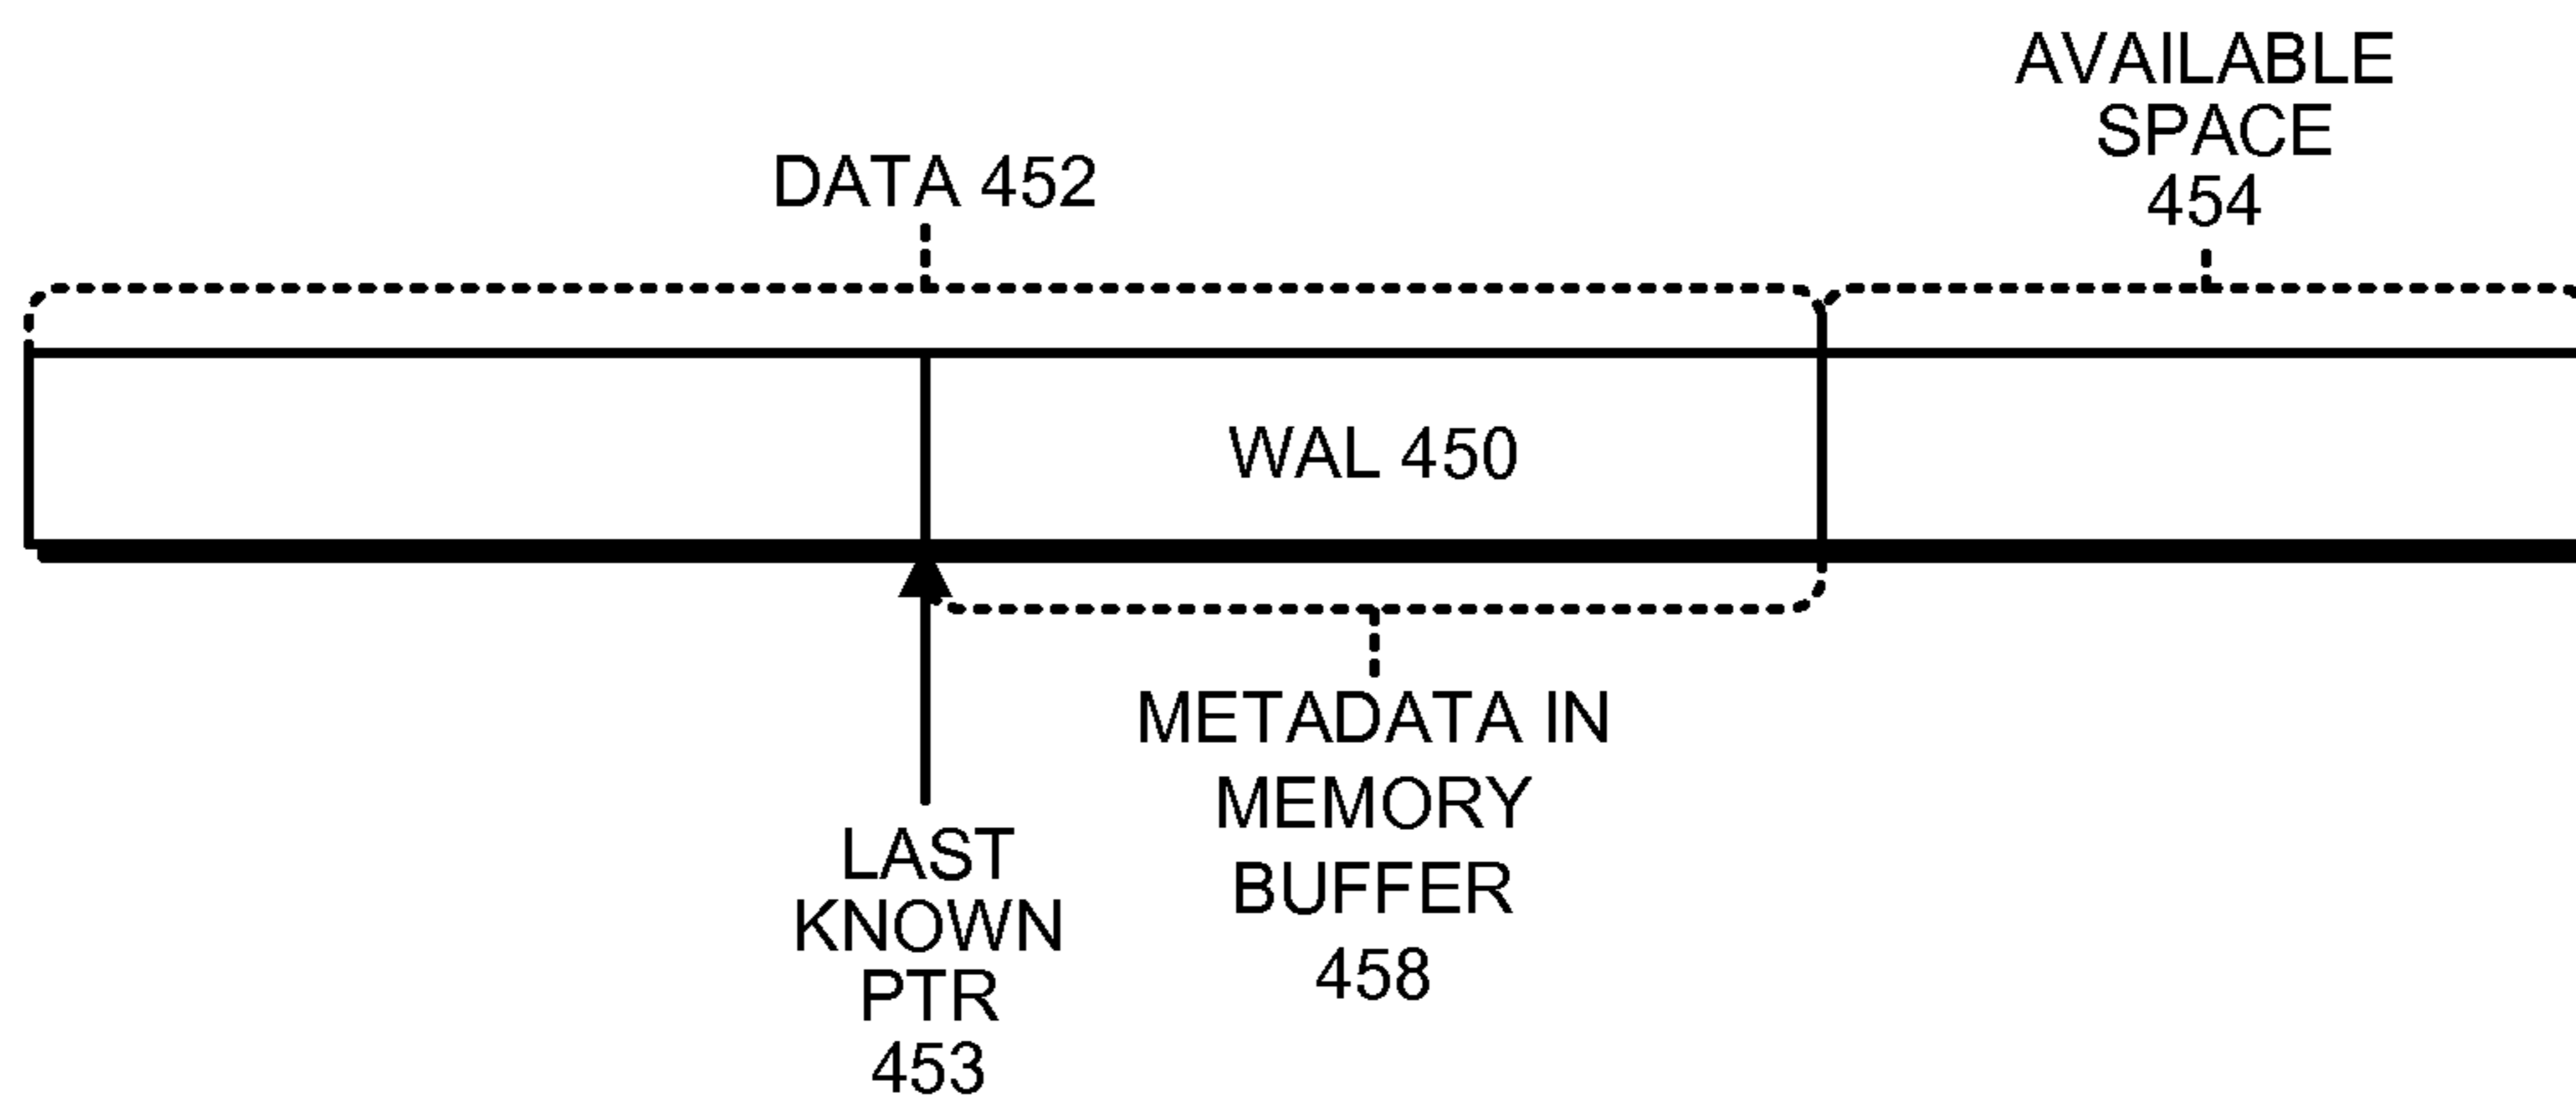 AVAILABLE
SPACE
454
DATA 452
WAL 450
METADATA IN
MEMORY
BUFFER
458
LAST
KNOWN
PTR
453